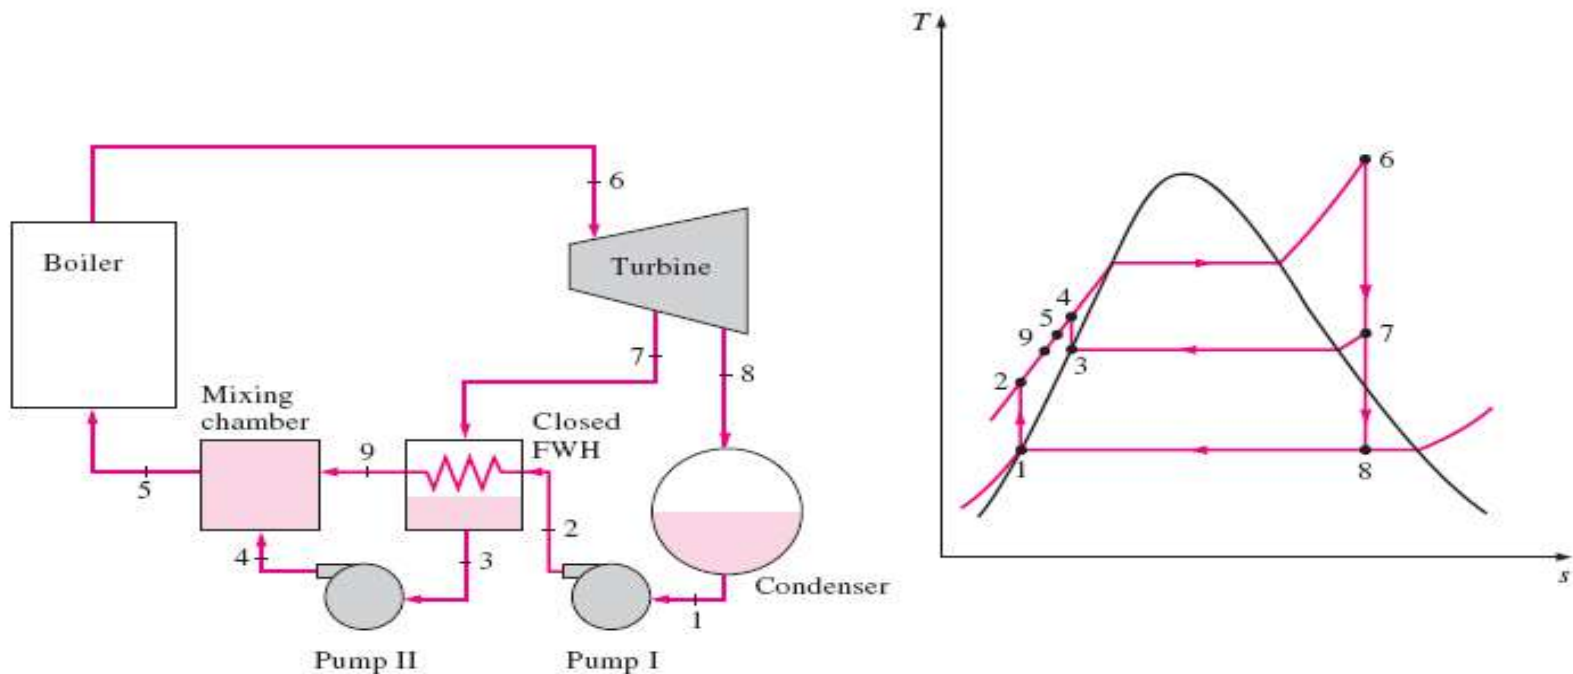 6
Boiler
Turbine
7
8
Mixing
chamber
Closed
FWH
9
5
2
4
3
Condenser
1
Pump II
Pump I
T
6
4
5
7
9
3
2
1
8
s